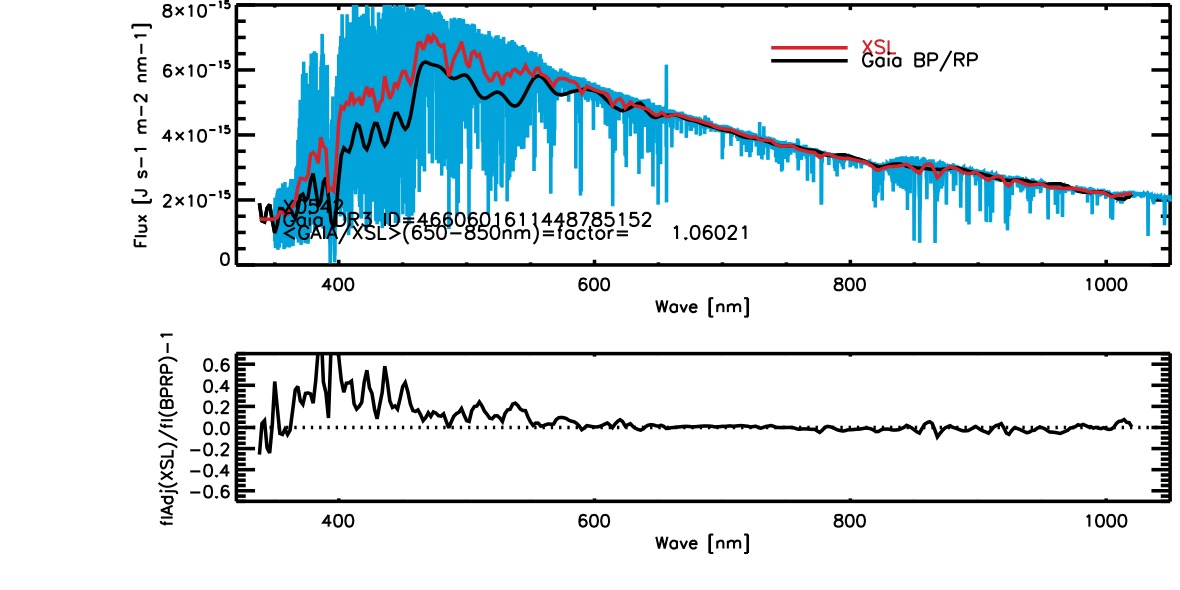 8×10−15
6×10−15
4×10−15
2×10−15
0
Flux [J s−1 m−2 nm−1]
XSL
Gaia BP/RP
X0542
Gaia DR3 ID=4660601611448785152
<GAIA/XSL>(650−850nm)=factor= 1.06021
400 600 800 1000
Wave [nm]
flAdj(XSL)/fl(BPRP)−1
0.6
0.4
0.2
0.0
−0.2
−0.4
−0.6
400 600 800 1000
Wave [nm]